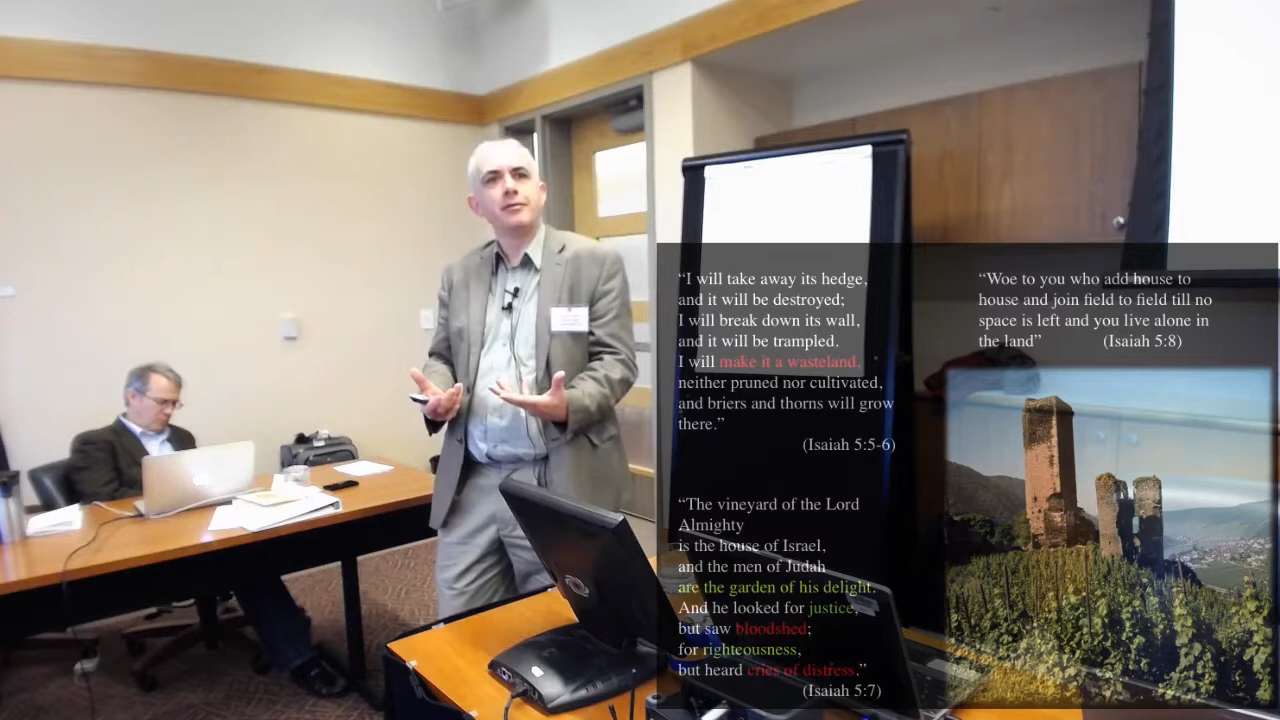 “I will take away its hedge,
and it will be destroyed;
I will break down its wall,
and it will be trampled.
I will make it a wasteland,
neither pruned nor cultivated,
and briers and thorns will grow
there.”
(Isaiah 5:5-6)
“The vineyard of the Lord
Almighty
is the house of Israel,
and the men of Judah
are the garden of his delight.
And he looked for justice,
but saw bloodshed;
for righteousness,
but heard cries of distress.”
(Isaiah 5:7)
“Woe to you who add house to
house and join field to field till no
space is left and you live alone in
the land” (Isaiah 5:8)